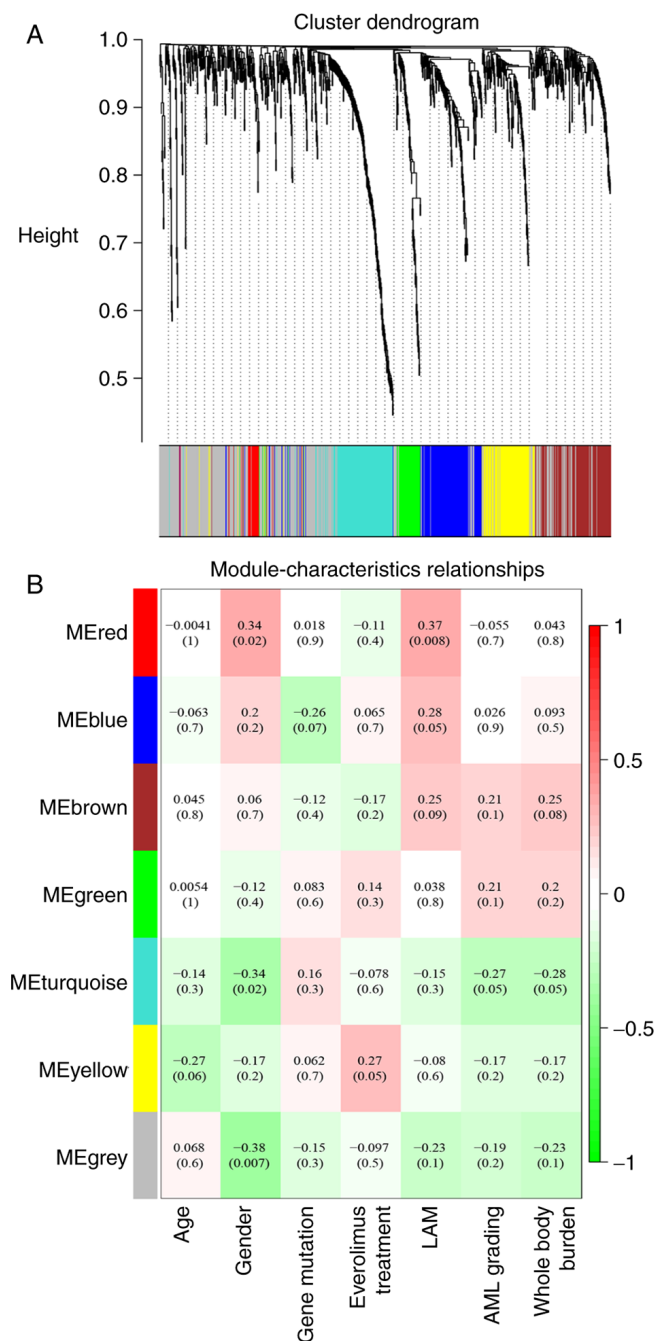 A
Cluster dendrogram
1.0
0.9
0.8
0.7
0.6
0.5
Height
B
Module-characteristics relationships
MEred
−0.0041 0.34 0.018 −0.11 0.37 −0.055 0.043
(1) (0.02) (0.9) (0.4) (0.008) (0.7) (0.8)
MEblue
−0.063 0.2 −0.26 0.065 0.28 0.026 0.093
(0.7) (0.2) (0.07) (0.7) (0.05) (0.9) (0.5)
MEbrown
0.045 0.06 −0.12 −0.17 0.25 0.21 0.25
(0.8) (0.7) (0.4) (0.2) (0.09) (0.1) (0.08)
MEgreen
0.0054 −0.12 0.083 0.14 0.038 0.21 0.2
(1) (0.4) (0.6) (0.3) (0.8) (0.1) (0.2)
MEturquoise
−0.14 −0.34 0.16 −0.078 −0.15 −0.27 −0.28
(0.3) (0.02) (0.3) (0.6) (0.3) (0.05) (0.05)
MEyellow
−0.27 −0.17 0.062 0.27 −0.08 −0.17 −0.17
(0.06) (0.2) (0.7) (0.05) (0.6) (0.2) (0.2)
MEgrey
0.068 −0.38 −0.15 −0.097 −0.23 −0.19 −0.23
(0.6) (0.007) (0.3) (0.5) (0.1) (0.2) (0.1)
1
0.5
0
−0.5
−1
Age
Gender
Gene mutation
Everolimus
treatment
LAM
AML grading
Whole body
burden